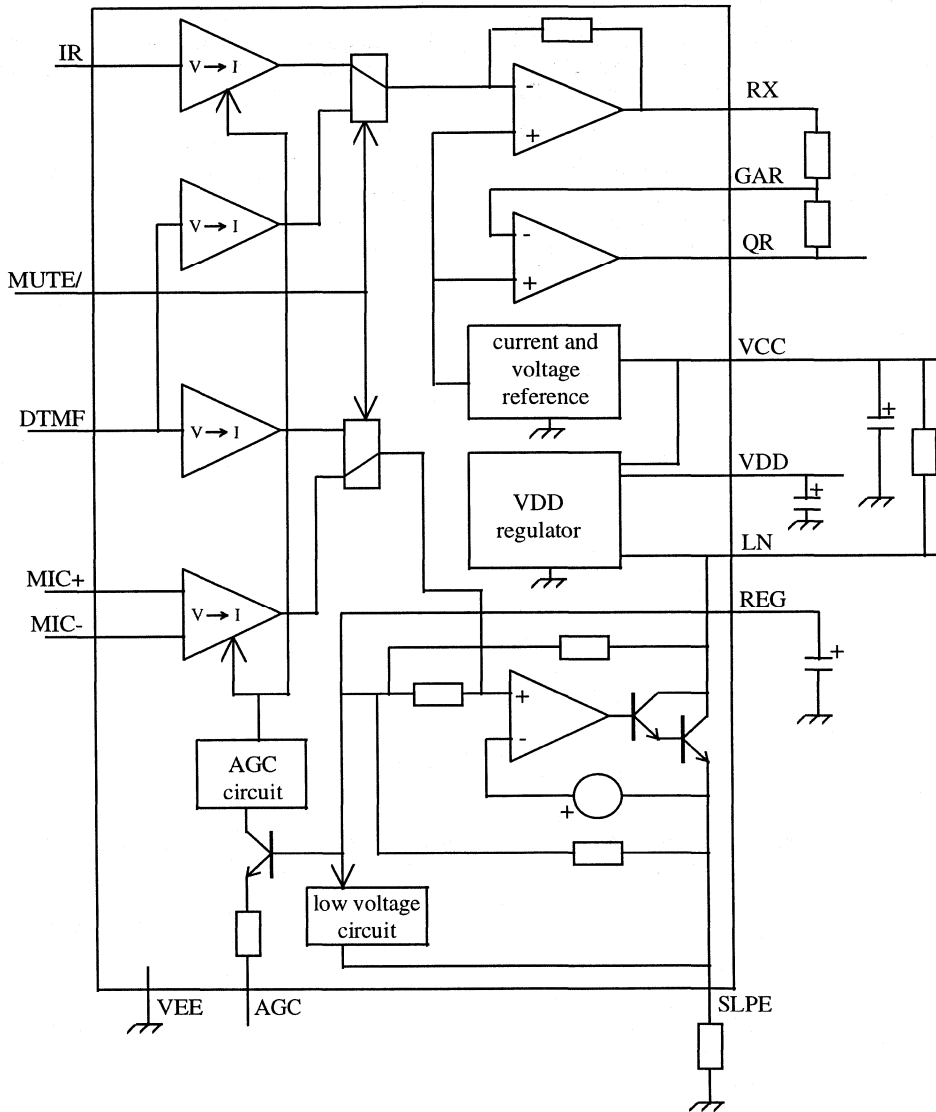 IR
V → I
-
+
RX
V → I
GAR
-
+
QR
MUTE/
current and
voltage
reference
VCC
+
DTMF
V → I
VDD
+
VDD
regulator
LN
MIC+
MIC-
V → I
REG
+
+
-
+
AGC
circuit
low voltage
circuit
VEE
AGC
SLPE